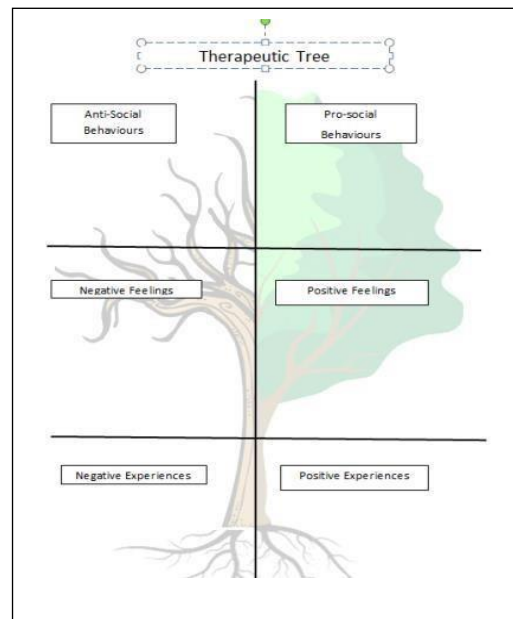 Therapeutic Tree
Anti-Social
Behaviours
Pro-social
Behaviours
Negative Feelings
Positive Feelings
Negative Experiences
Positive Experiences